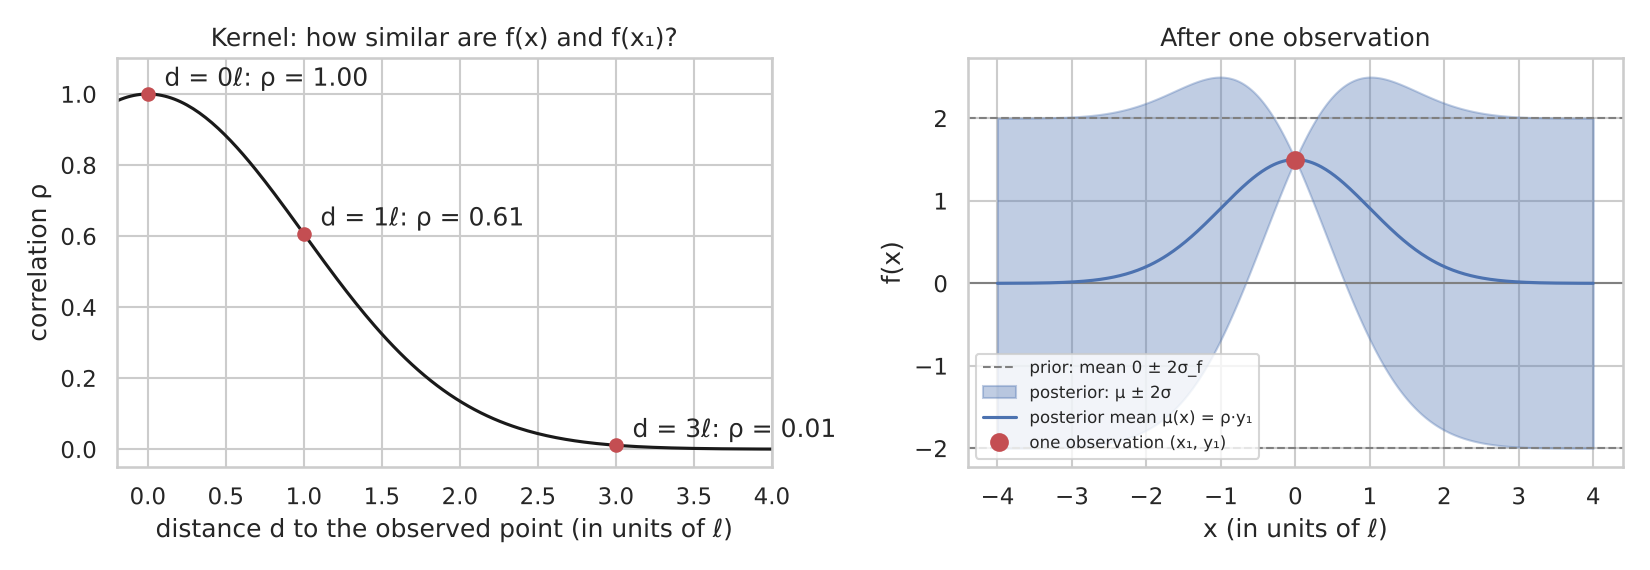 Kernel: how similar are f(x) and f(x₁)?
d = 0ℓ: ρ = 1.00
d = 1ℓ: ρ = 0.61
d = 3ℓ: ρ = 0.01
correlation ρ
1.0
0.8
0.6
0.4
0.2
0.0
0.0 0.5 1.0 1.5 2.0 2.5 3.0 3.5 4.0
distance d to the observed point (in units of ℓ)
After one observation
f(x)
2
1
0
−1
−2
prior: mean 0 ± 2σ_f
posterior: μ ± 2σ
posterior mean μ(x) = ρ·y₁
one observation (x₁, y₁)
−4 −3 −2 −1 0 1 2 3 4
x (in units of ℓ)